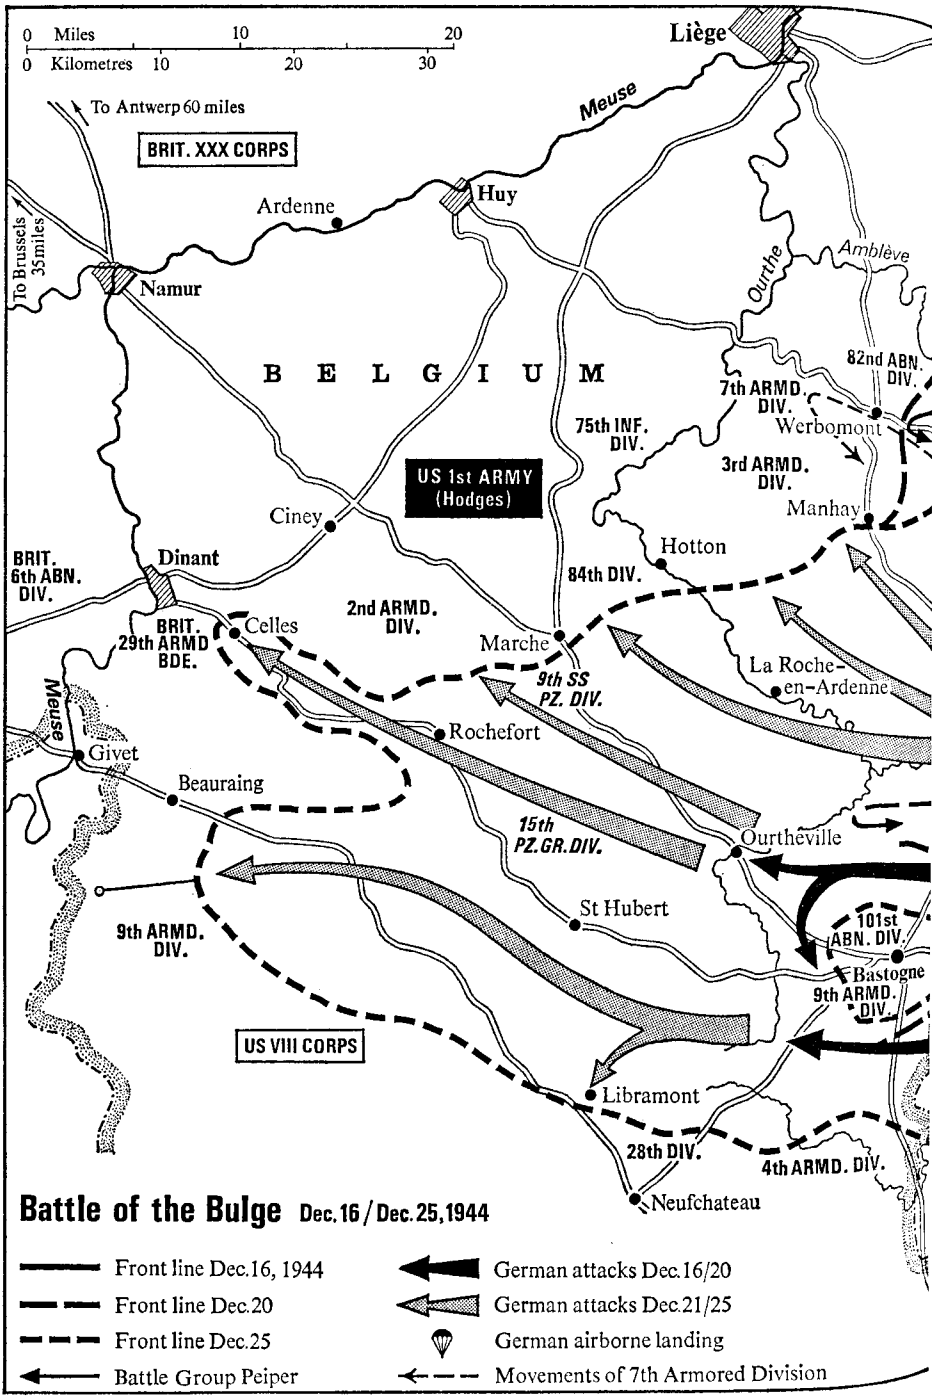 0 Miles 10 20
0 Kilometres 10 20 30
Liège
To Antwerp 60 miles
Meuse
BRIT. XXX CORPS
Huy
Ardenne
To Brussels
35 miles
Namur
Ourthe
Amblève
BELGIUM
82nd ABN.
DIV.
7th ARMD.
DIV.
Werbomont
75th INF.
DIV.
US 1st ARMY
(Hodges)
3rd ARMD.
DIV.
Manhay
Ciney
Hotton
Dinant
BRIT.
6th ABN.
DIV.
84th DIV.
2nd ARMD.
DIV.
BRIT.
29th ARMD
BDE.
Celles
Marche
9th SS
PZ. DIV.
La Roche-
en-Ardenne
Meuse
Rochefort
Givet
Beauraing
15th
PZ.GR.DIV.
Ourtheville
St Hubert
9th ARMD.
DIV.
101st
ABN. DIV.
Bastogne
9th ARMD.
DIV.
US VIII CORPS
Libramont
28th DIV.
4th ARMD. DIV.
Neufchateau
Battle of the Bulge Dec.16/Dec.25,1944
Front line Dec.16, 1944
Front line Dec.20
Front line Dec.25
Battle Group Peiper
German attacks Dec.16/20
German attacks Dec.21/25
German airborne landing
Movements of 7th Armored Division